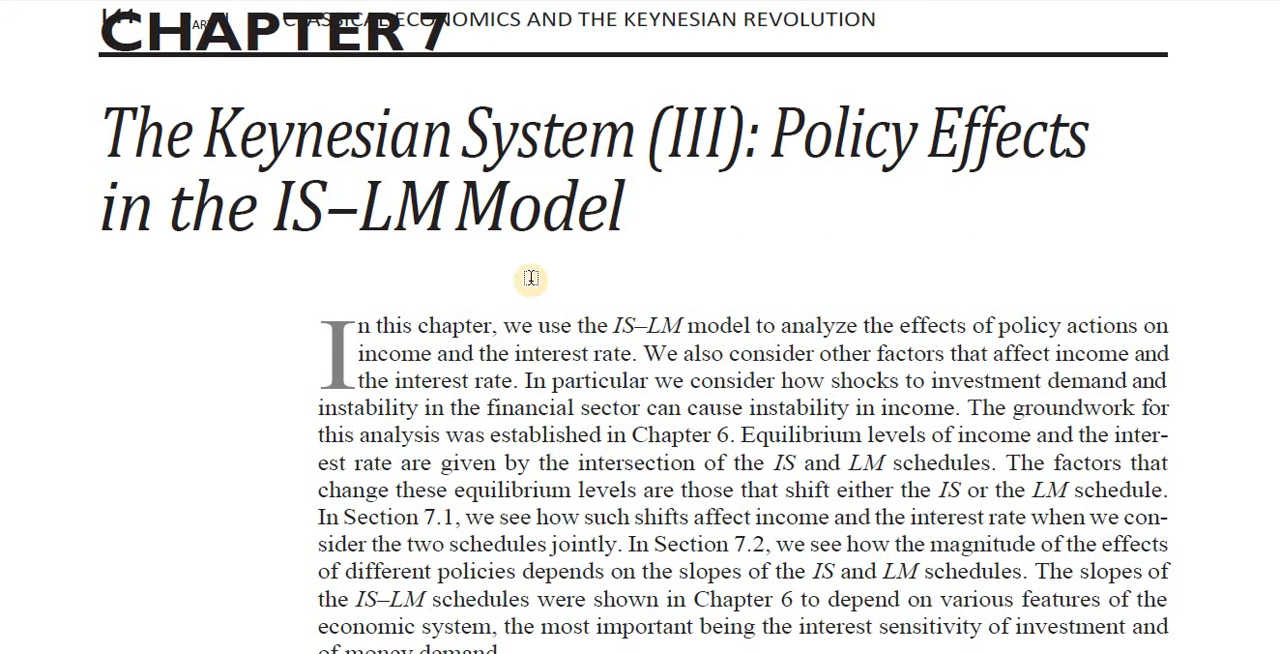 144 CLASSICAL ECONOMICS AND THE KEYNESIAN REVOLUTION
CHAPTER 7
The Keynesian System (III): Policy Effects
in the IS–LM Model
In this chapter, we use the IS–LM model to analyze the effects of policy actions on
income and the interest rate. We also consider other factors that affect income and
the interest rate. In particular we consider how shocks to investment demand and
instability in the financial sector can cause instability in income. The groundwork for
this analysis was established in Chapter 6. Equilibrium levels of income and the inter-
est rate are given by the intersection of the IS and LM schedules. The factors that
change these equilibrium levels are those that shift either the IS or the LM schedule.
In Section 7.1, we see how such shifts affect income and the interest rate when we con-
sider the two schedules jointly. In Section 7.2, we see how the magnitude of the effects
of different policies depends on the slopes of the IS and LM schedules. The slopes of
the IS–LM schedules were shown in Chapter 6 to depend on various features of the
economic system, the most important being the interest sensitivity of investment and
of money demand.